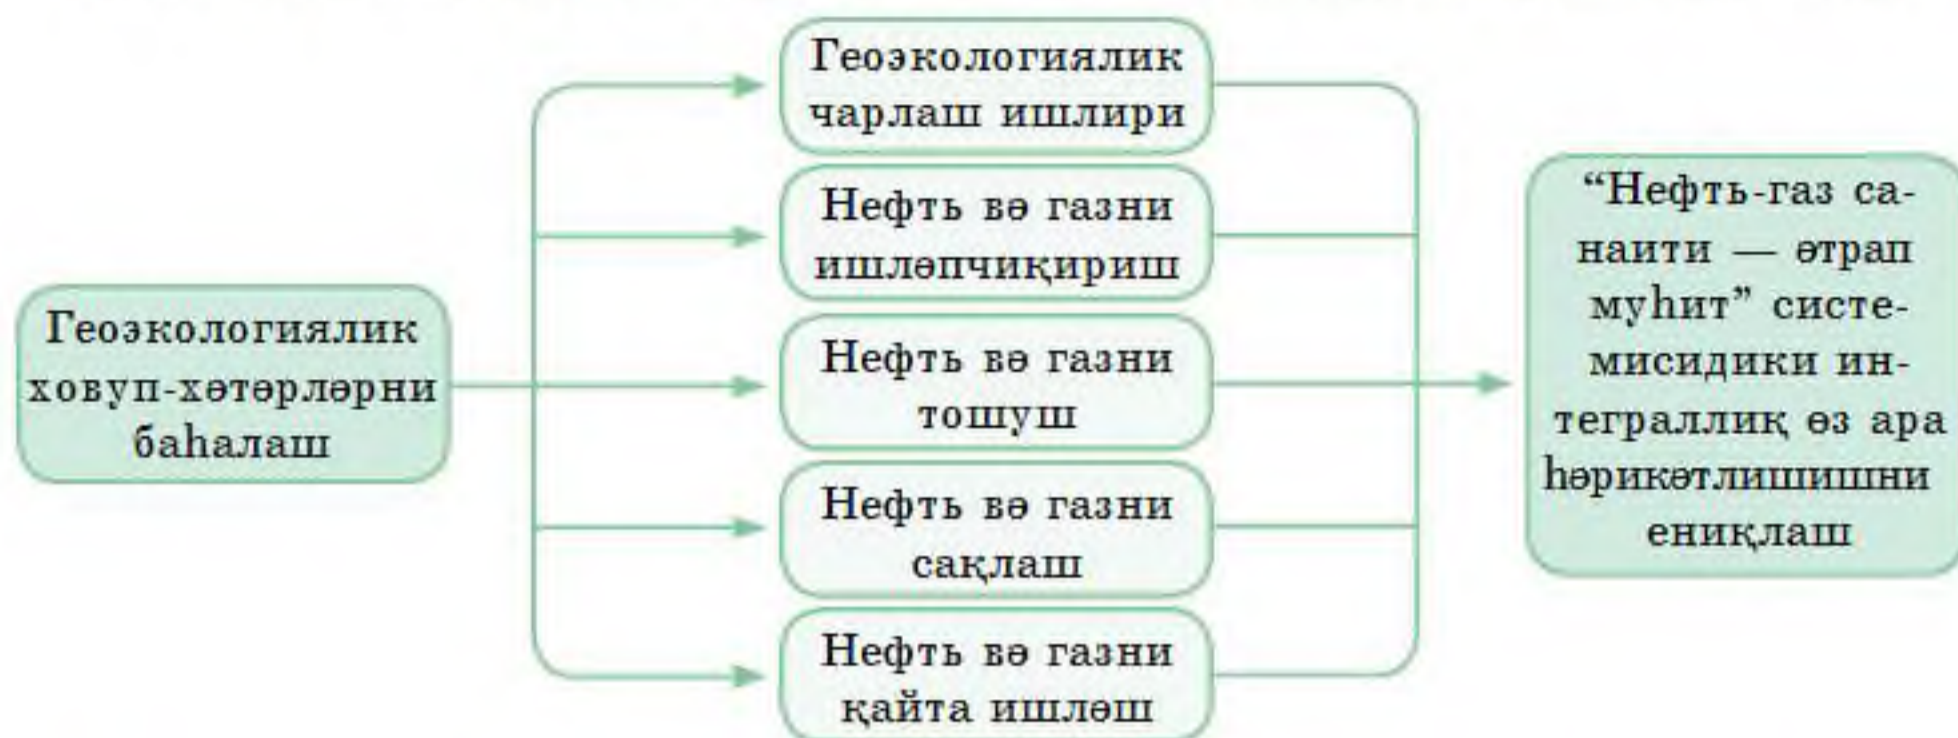 Геоэкологиялик
ховуп-хәтәрләрни
баһалаш
Геоэкологиялик
чарлаш ишлири
Нефть вә газни
ишләпчиқириш
Нефть вә газни
тошуш
Нефть вә газни
сақлаш
Нефть вә газни
қайта ишләш
“Нефть-газ са-
наити — әтрап
муһит” систе-
мисидики ин-
теграллиқ өз ара
һәрикәтлишишни
ениқлаш